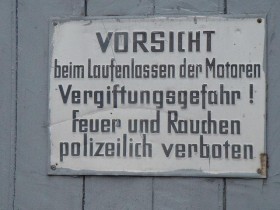 VORSICHT
beim Laufenlassen der Motoren
Vergiftungsgefahr !
Feuer und Rauchen
polizeilich verboten